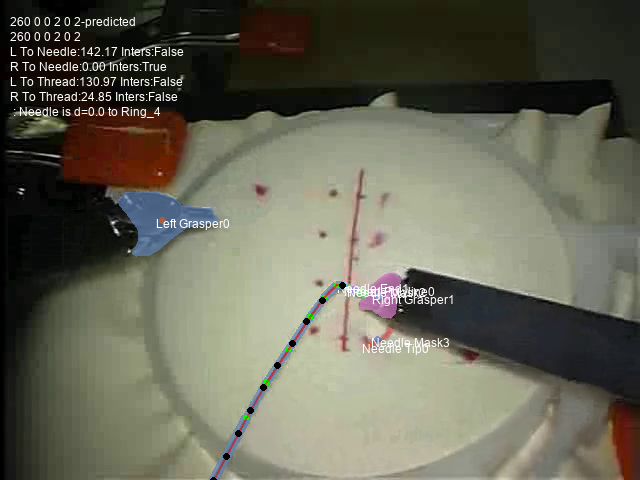 260 0 0 2 0 2-predicted
260 0 0 2 0 2
L To Needle:142.17 Inters:False
R To Needle:0.00 Inters:True
L To Thread:130.97 Inters:False
R To Thread:24.85 Inters:False
: Needle is d=0.0 to Ring_4
Left Grasper0
Right Grasper1
Needle Mask3
Needle Tip0